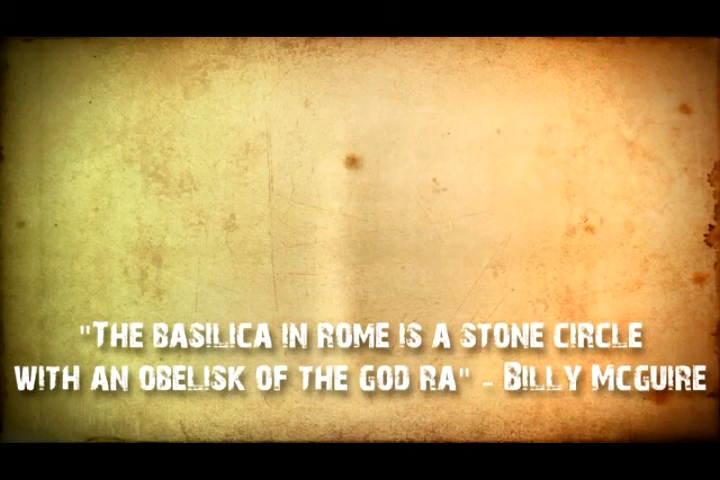 "The basilica in rome is a stone circle
with an obelisk of the god ra" - Billy McGuire